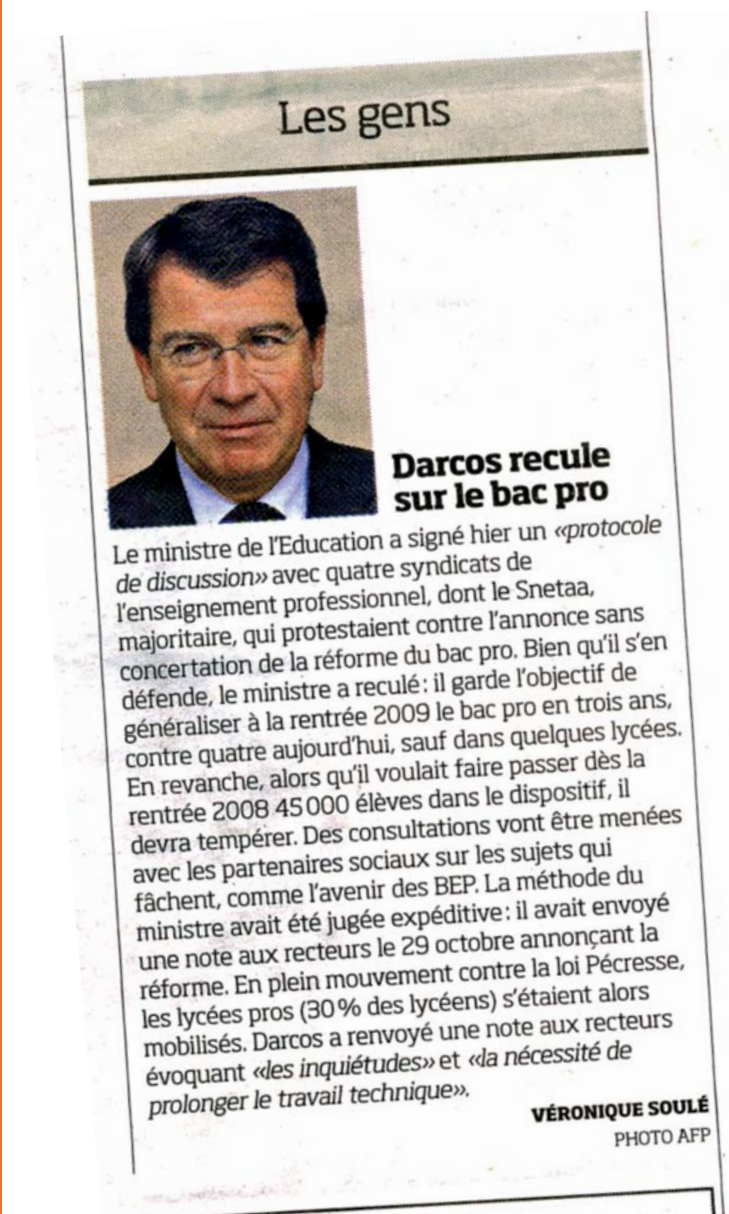 Les gens
Darcos recule
sur le bac pro
Le ministre de l'Education a signé hier un «protocole
de discussion» avec quatre syndicats de
l'enseignement professionnel, dont le Snetaa,
majoritaire, qui protestaient contre l'annonce sans
concertation de la réforme du bac pro. Bien qu'il s'en
défende, le ministre a reculé: il garde l'objectif de
généraliser à la rentrée 2009 le bac pro en trois ans,
contre quatre aujourd'hui, sauf dans quelques lycées.
En revanche, alors qu'il voulait faire passer dès la
rentrée 2008 45 000 élèves dans le dispositif, il
devra tempérer. Des consultations vont être menées
avec les partenaires sociaux sur les sujets qui
fâchent, comme l'avenir des BEP. La méthode du
ministre avait été jugée expéditive: il avait envoyé
une note aux recteurs le 29 octobre annonçant la
réforme. En plein mouvement contre la loi Pécresse,
les lycées pros (30% des lycéens) s'étaient alors
mobilisés. Darcos a renvoyé une note aux recteurs
évoquant «les inquiétudes» et «la nécessité de
prolonger le travail technique».
VÉRONIQUE SOULÉ
PHOTO AFP